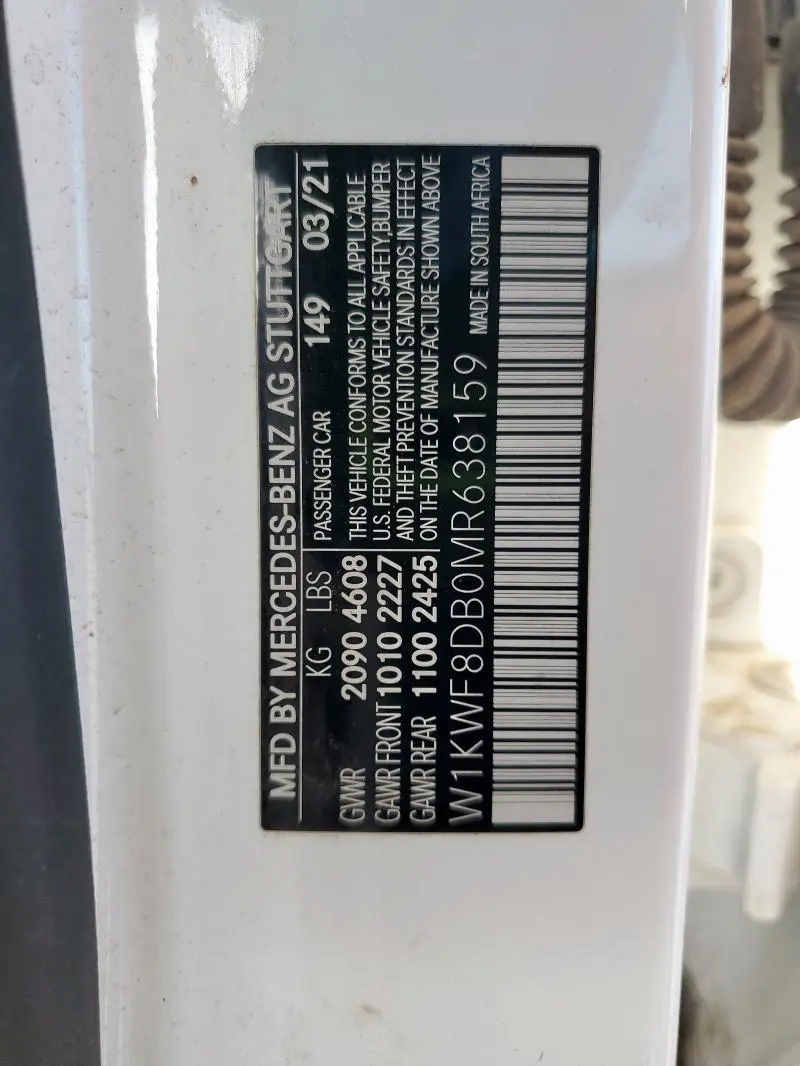 MFD BY MERCEDES-BENZ AG STUTTGART
KG LBS PASSENGER CAR 149 03/21
GVWR 2090 4608 THIS VEHICLE CONFORMS TO ALL APPLICABLE
GAWR FRONT 1010 2227 U.S. FEDERAL MOTOR VEHICLE SAFETY,BUMPER
GAWR REAR 1100 2425 AND THEFT PREVENTION STANDARDS IN EFFECT
ON THE DATE OF MANUFACTURE SHOWN ABOVE
W1KWF8DB0MR638159 MADE IN SOUTH AFRICA